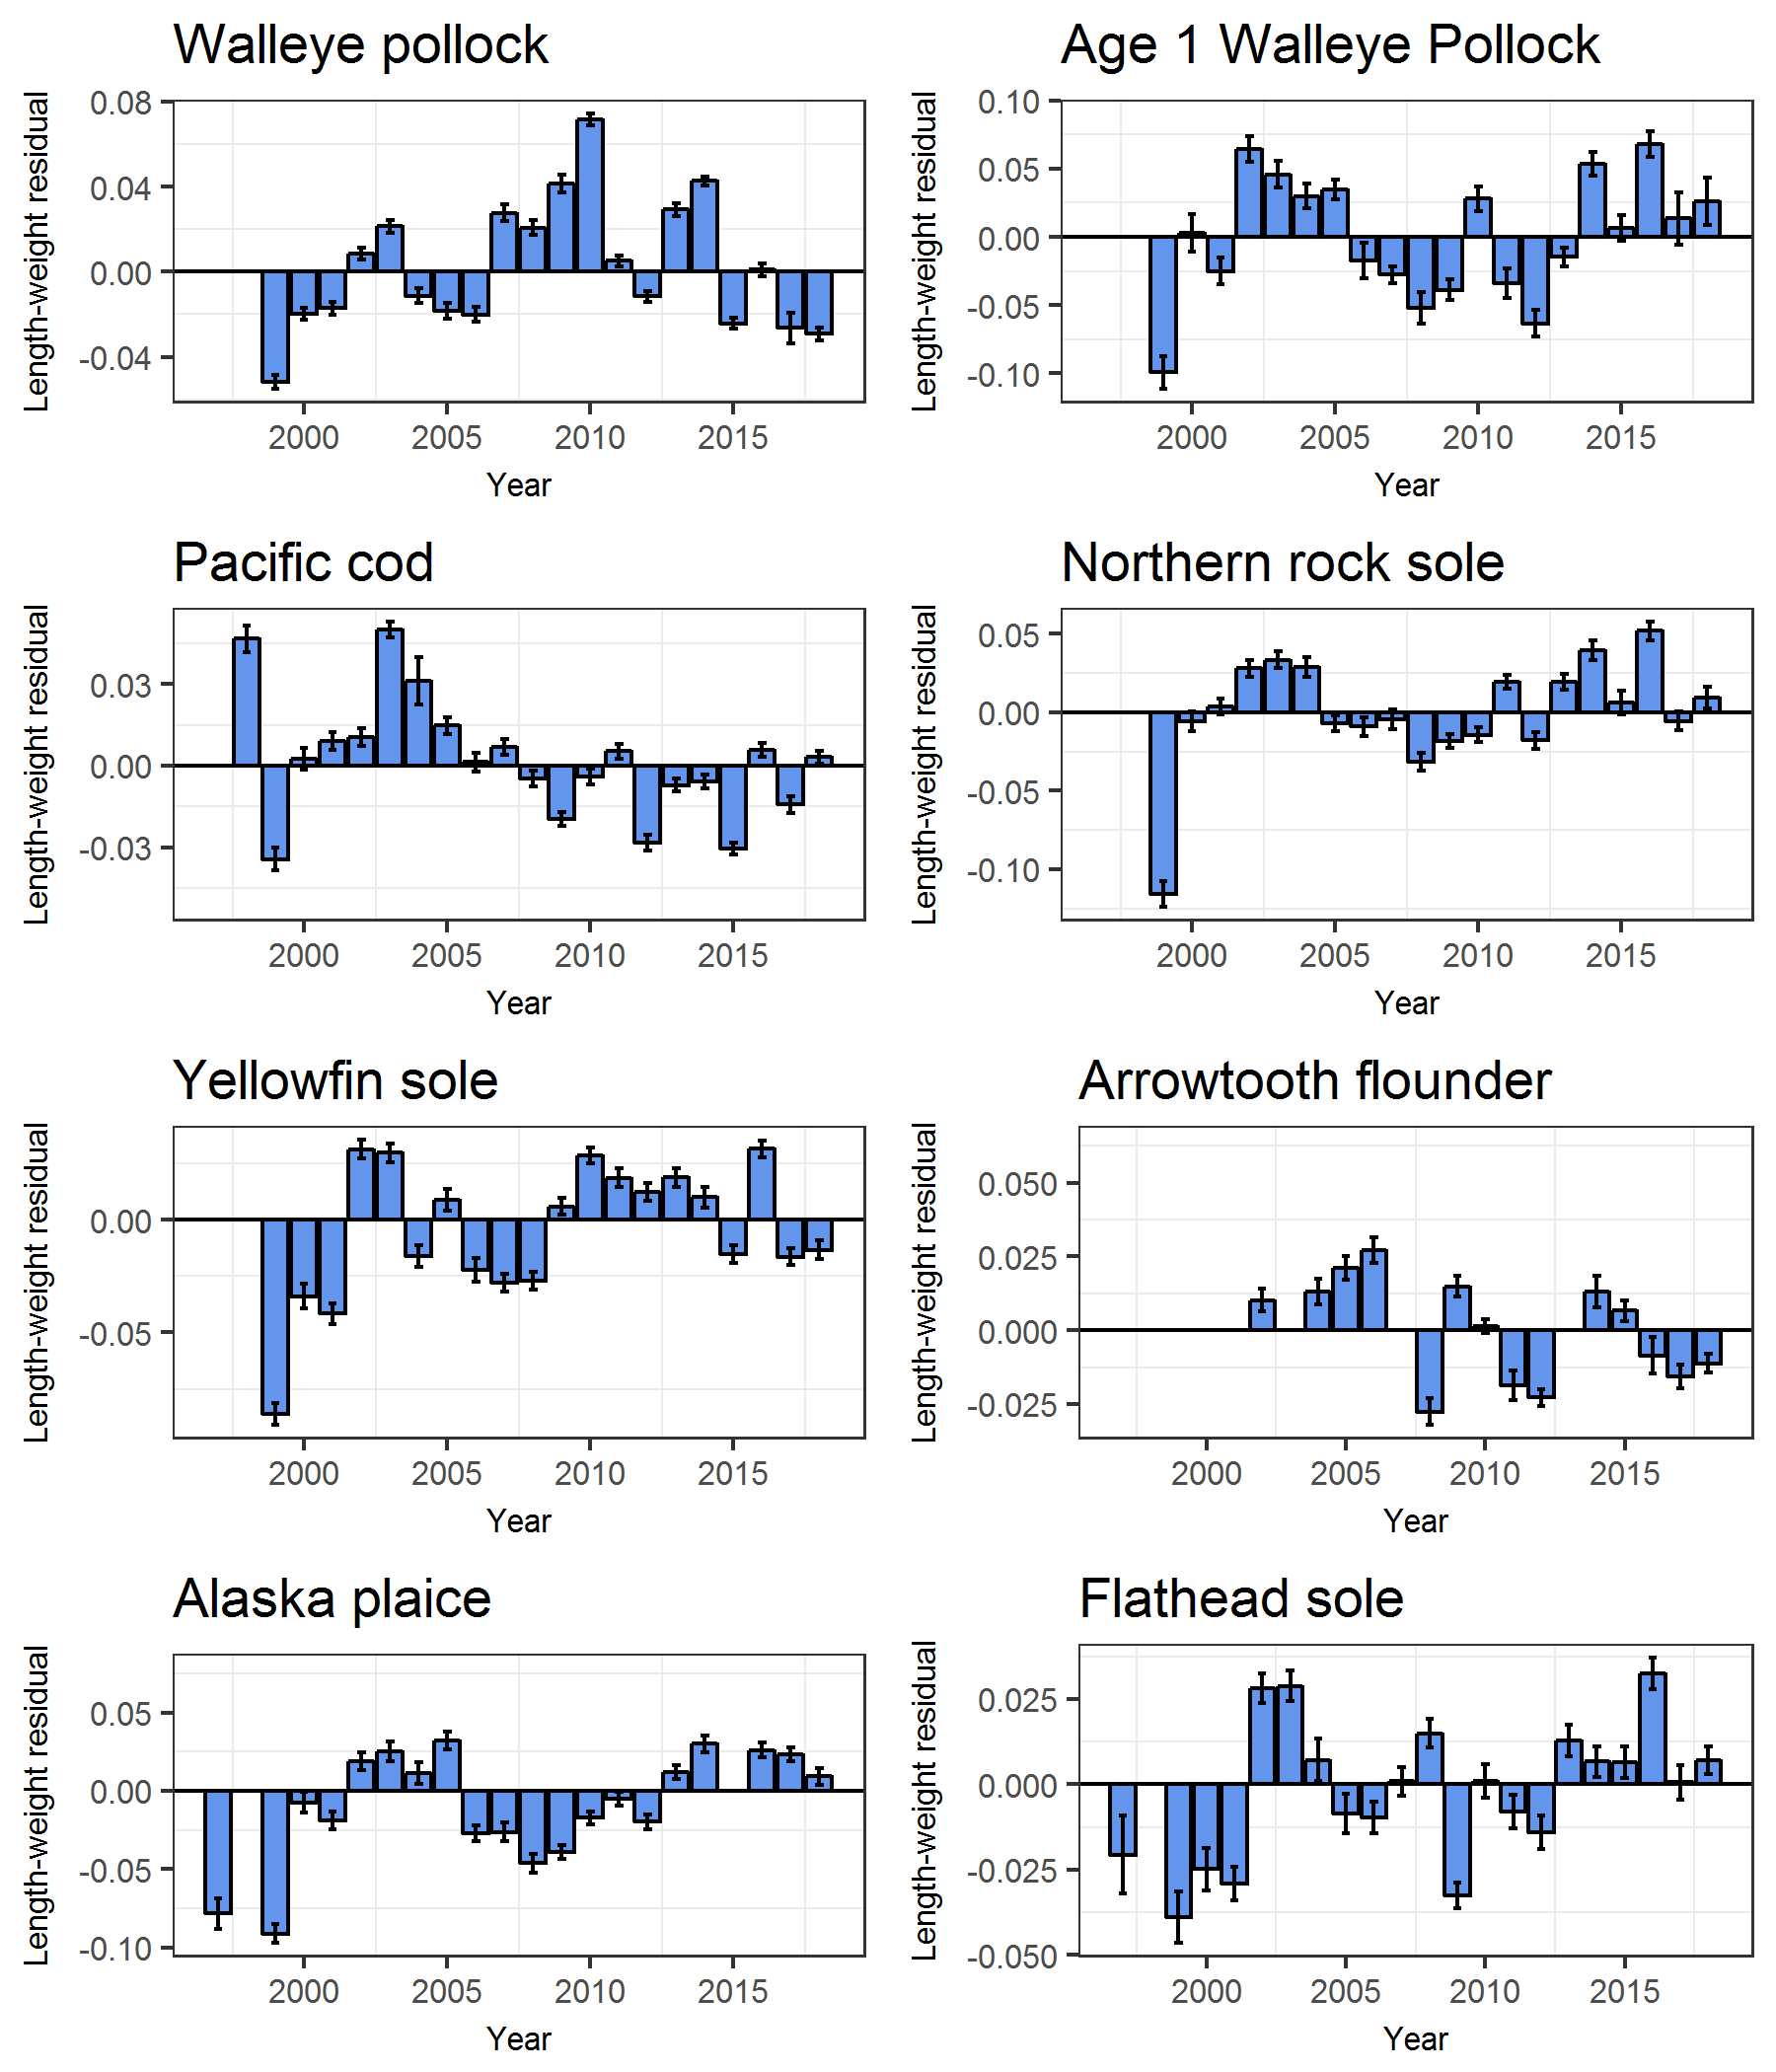 Walleye pollock
Length-weight residual
0.08
0.04
0.00
-0.04
2000 2005 2010 2015
Year
Age 1 Walleye Pollock
Length-weight residual
0.10
0.05
0.00
-0.05
-0.10
2000 2005 2010 2015
Year
Pacific cod
Length-weight residual
0.03
0.00
-0.03
2000 2005 2010 2015
Year
Northern rock sole
Length-weight residual
0.05
0.00
-0.05
-0.10
2000 2005 2010 2015
Year
Yellowfin sole
Length-weight residual
0.00
-0.05
2000 2005 2010 2015
Year
Arrowtooth flounder
Length-weight residual
0.050
0.025
0.000
-0.025
2000 2005 2010 2015
Year
Alaska plaice
Length-weight residual
0.05
0.00
-0.05
-0.10
2000 2005 2010 2015
Year
Flathead sole
Length-weight residual
0.025
0.000
-0.025
-0.050
2000 2005 2010 2015
Year